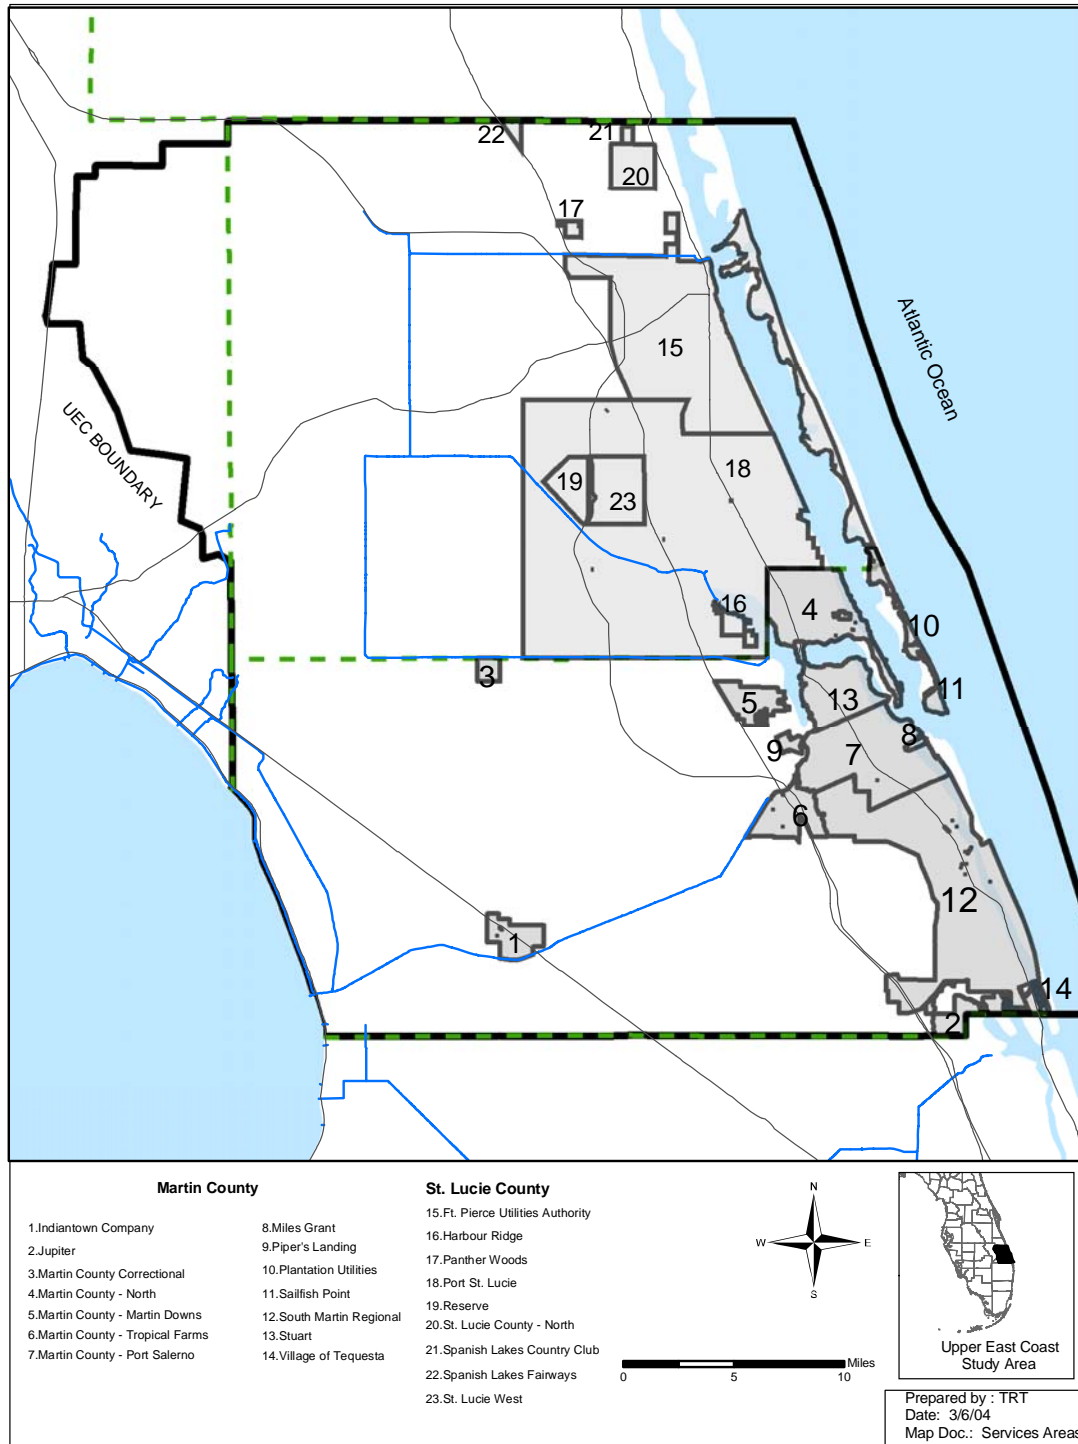 22
21
20
17
15
Atlantic Ocean
UEC BOUNDARY
18
19
23
16
4
10
3
11
5
13
8
9
7
6
12
1
14
2
Martin County
1.Indiantown Company
2.Jupiter
3.Martin County Correctional
4.Martin County - North
5.Martin County - Martin Downs
6.Martin County - Tropical Farms
7.Martin County - Port Salerno
8.Miles Grant
9.Piper's Landing
10.Plantation Utilities
11.Sailfish Point
12.South Martin Regional
13.Stuart
14.Village of Tequesta
St. Lucie County
15.Ft. Pierce Utilities Authority
16.Harbour Ridge
17.Panther Woods
18.Port St. Lucie
19.Reserve
20.St. Lucie County - North
21.Spanish Lakes Country Club
22.Spanish Lakes Fairways
23.St. Lucie West
N
W E
S
Miles
0 5 10
Upper East Coast
Study Area
Prepared by : TRT
Date: 3/6/04
Map Doc.: Services Areas